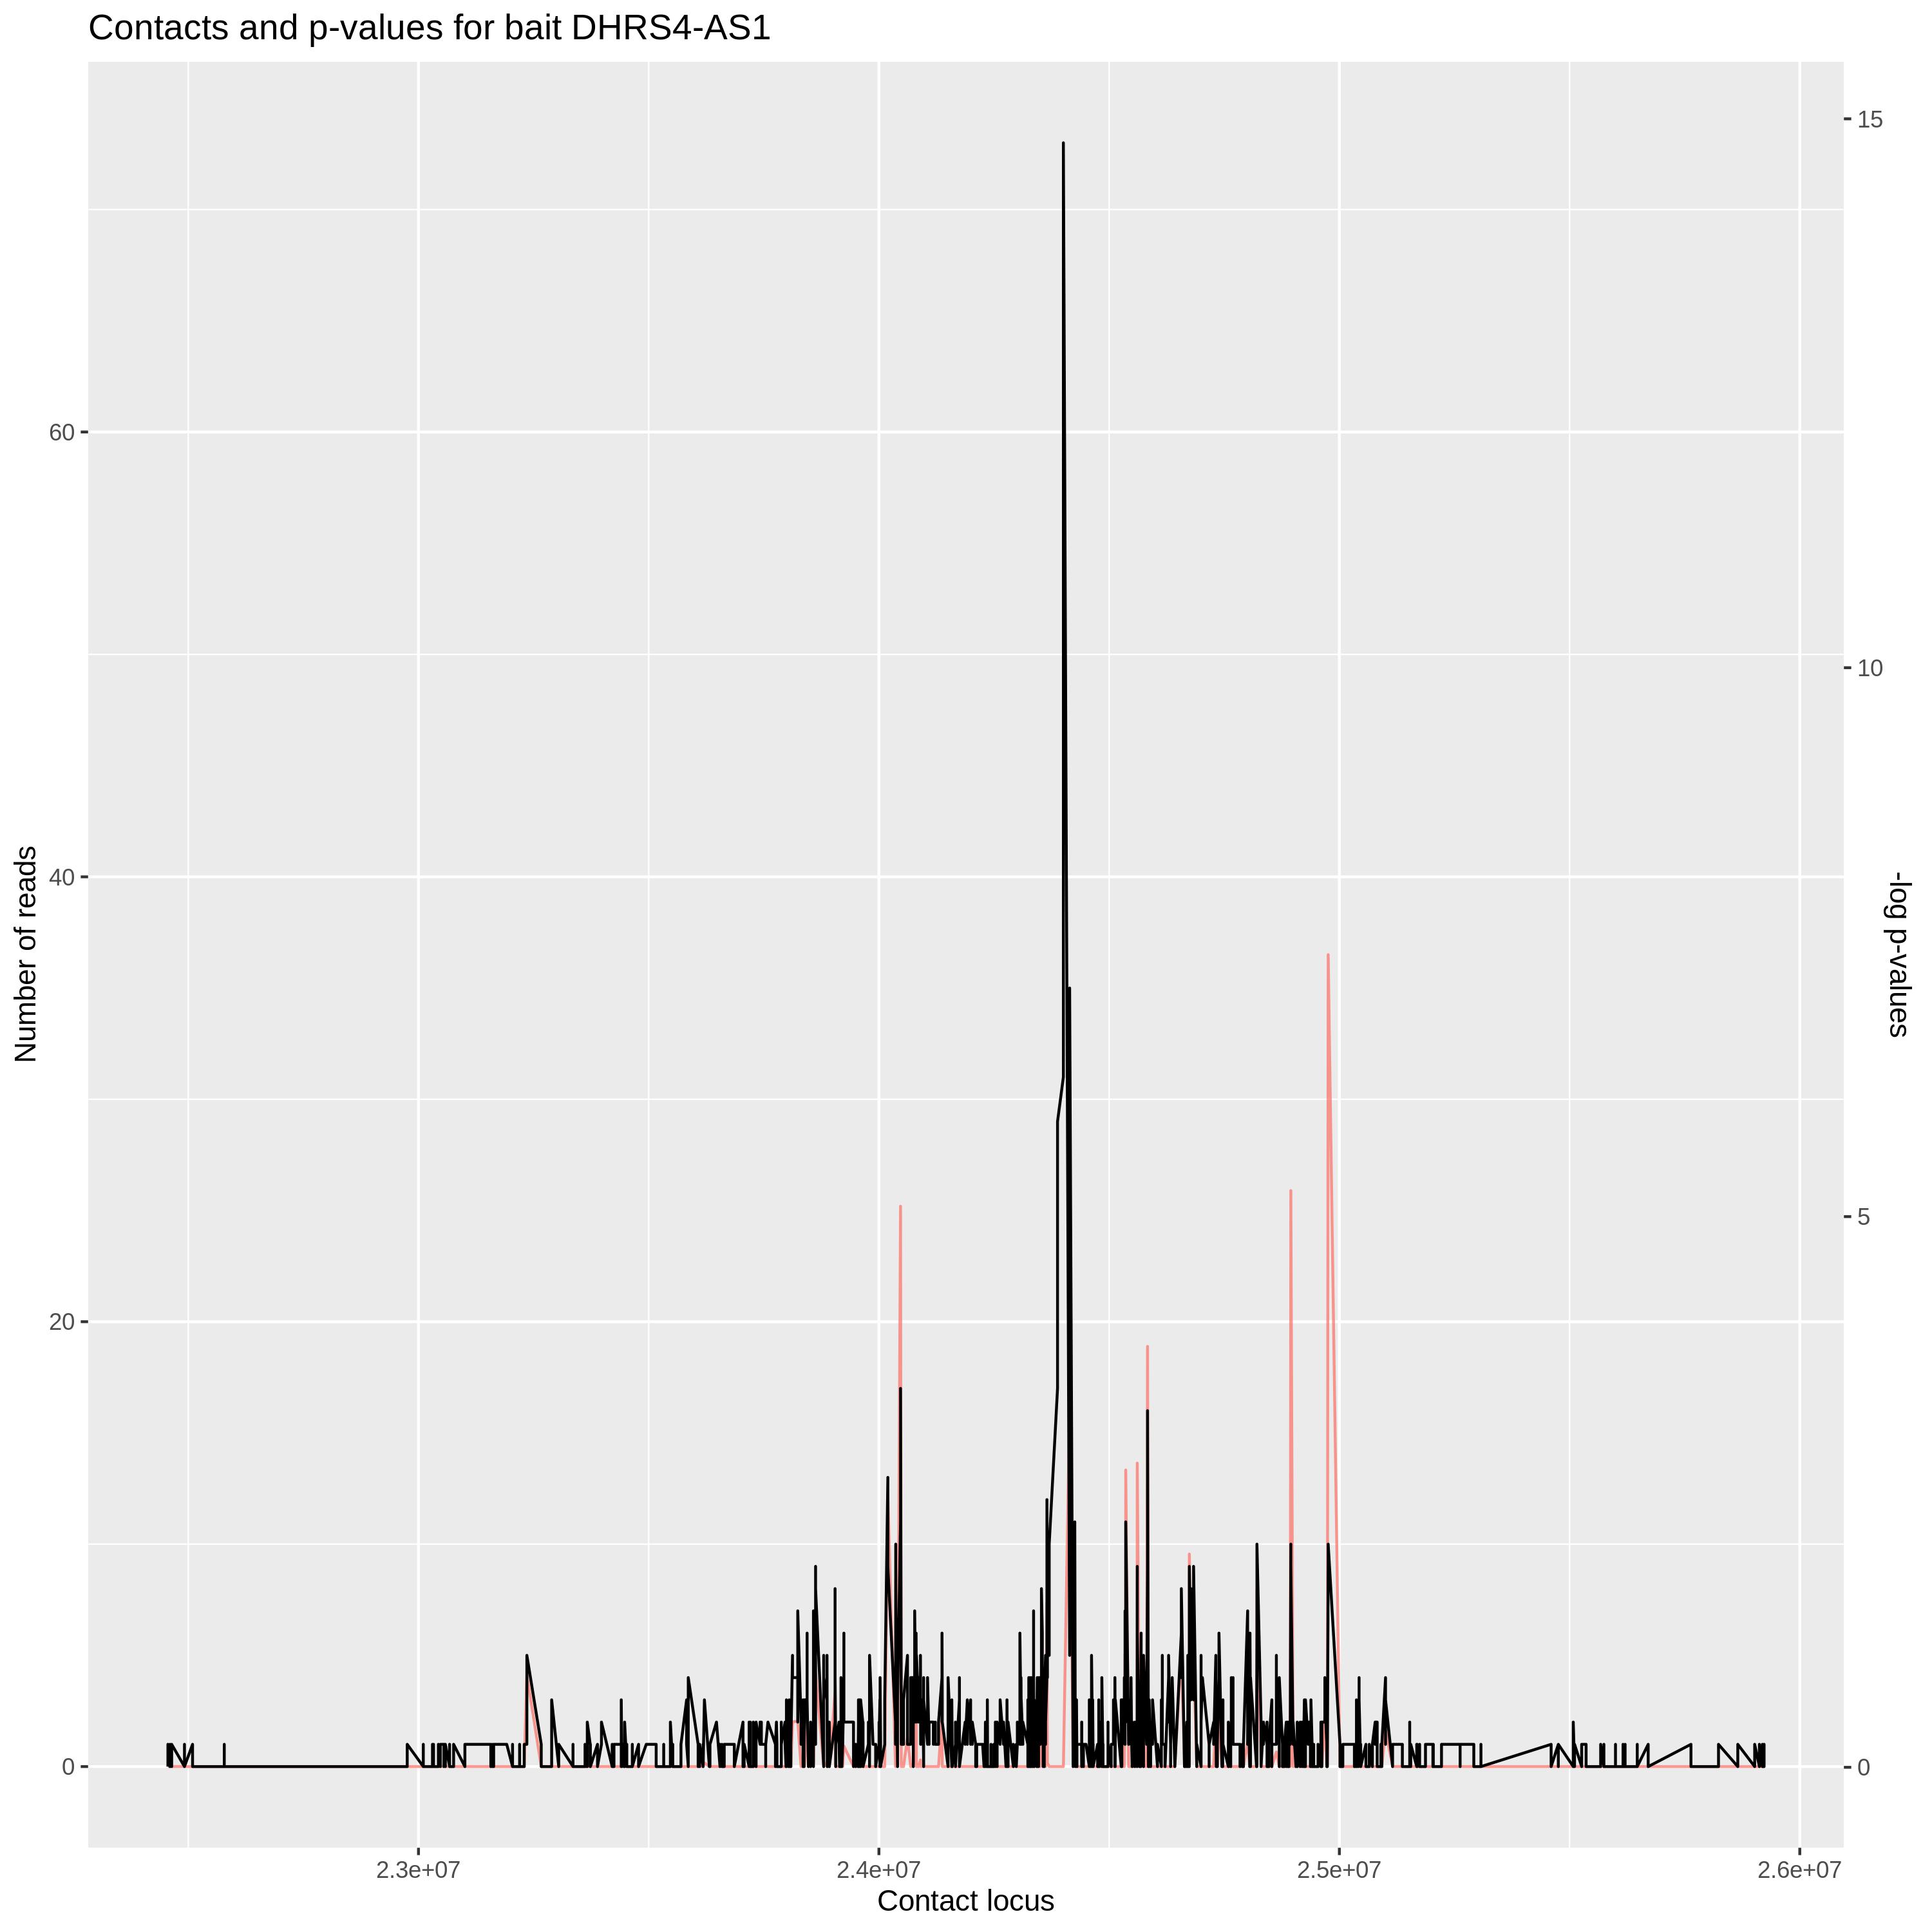 Contacts and p-values for bait DHRS4-AS1
15
60
10
40
Number of reads
-log p-values
5
20
0
0
2.3e+07
2.4e+07
2.5e+07
2.6e+07
Contact locus